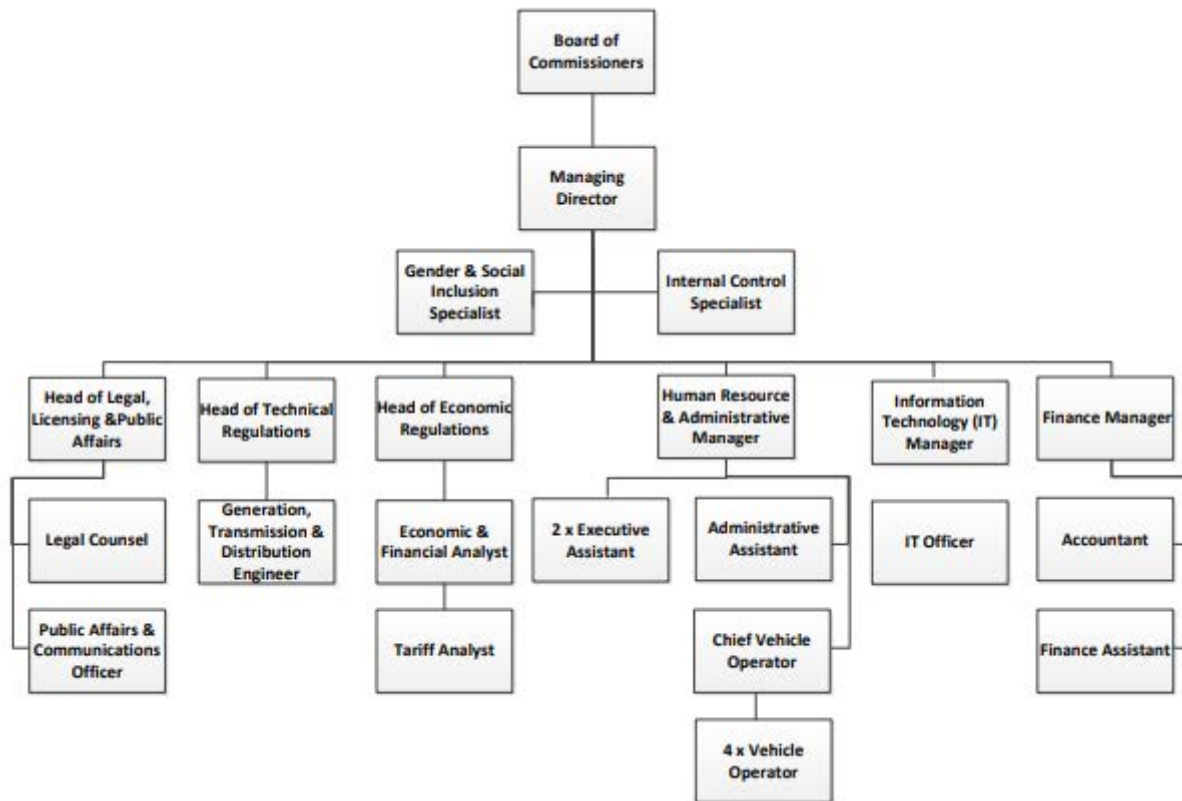 Board of
Commissioners
Managing
Director
Gender & Social
Inclusion
Specialist
Internal Control
Specialist
Head of Legal,
Licensing &Public
Affairs
Head of Technical
Regulations
Head of Economic
Regulations
Human Resource
& Administrative
Manager
Information
Technology (IT)
Manager
Finance Manager
Legal Counsel
Generation,
Transmission &
Distribution
Engineer
Economic &
Financial Analyst
2 x Executive
Assistant
Administrative
Assistant
IT Officer
Accountant
Public Affairs &
Communications
Officer
Tariff Analyst
Chief Vehicle
Operator
Finance Assistant
4 x Vehicle
Operator